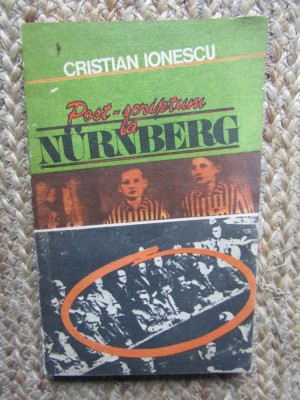 CRISTIAN IONESCU
Post-scriptum
la
NÜRNBERG